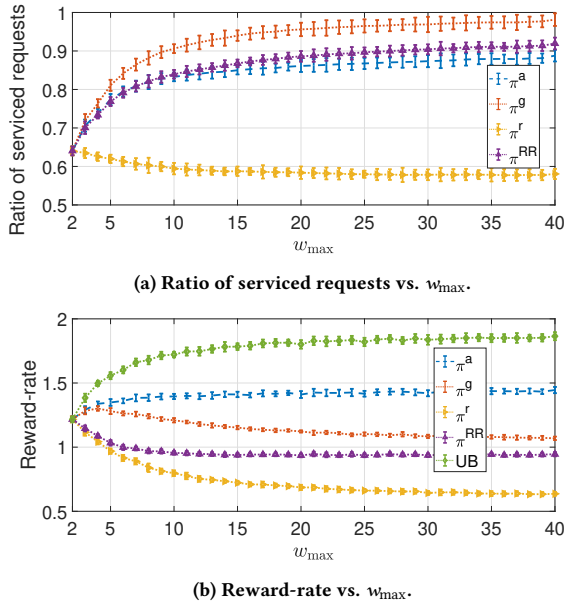 1
0.9
0.8
0.7
0.6
0.5
Ratio of serviced requests
π^a
π^g
π^r
π^RR
2 5 10 15 20 25 30 35 40
w_max
(a) Ratio of serviced requests vs. w_max.
2
1.5
1
0.5
Reward-rate
π^a
π^g
π^r
π^RR
UB
2 5 10 15 20 25 30 35 40
w_max
(b) Reward-rate vs. w_max.